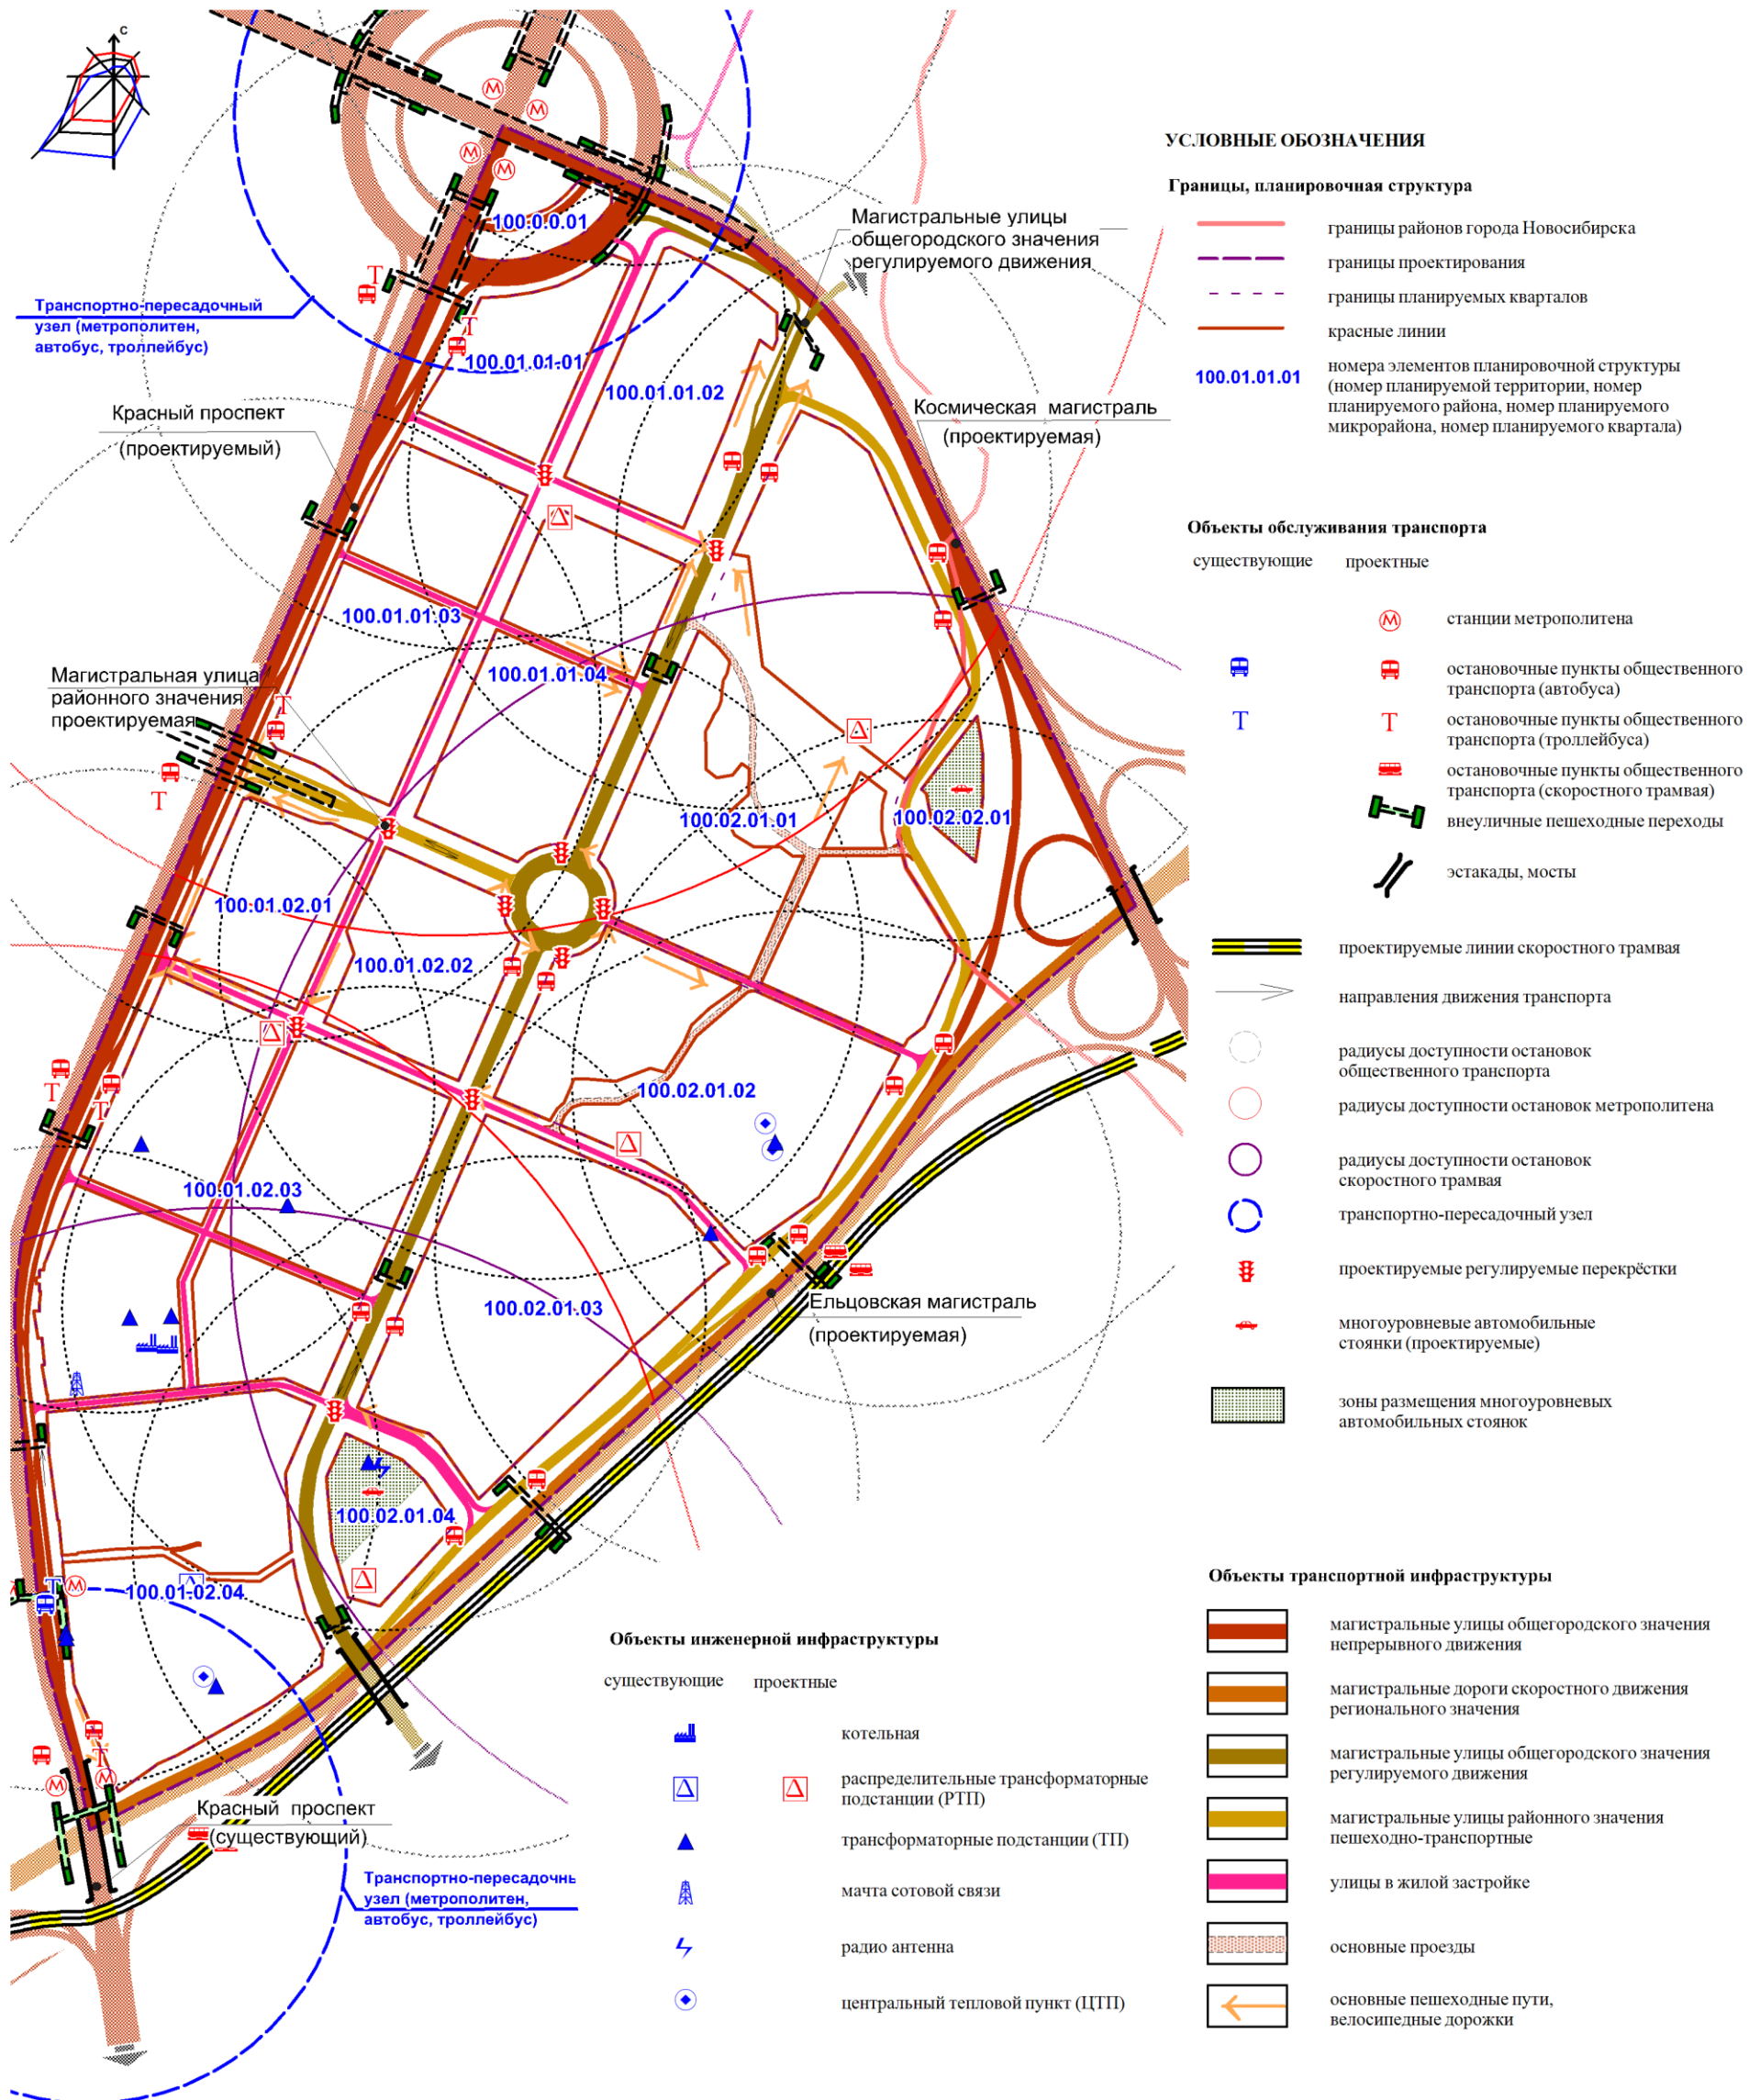 С
100.0.0.01
Магистральные улицы
общегородского значения
регулируемого движения
Транспортно-пересадочный
узел (метрополитен,
автобус, троллейбус)
100.01.01.01
100.01.01.02
Красный проспект
(проектируемый)
Космическая магистраль
(проектируемая)
100.01.01.03
100.01.01.04
Магистральная улица
районного значения
проектируемая
100.02.01.01
100.02.02.01
100.01.02.01
100.01.02.02
100.02.01.02
100.01.02.03
100.02.01.03
Ельцовская магистраль
(проектируемая)
100.02.01.04
100.01.02.04
Красный проспект
(существующий)
Транспортно-пересадочнь
узел (метрополитен,
автобус, троллейбус)
УСЛОВНЫЕ ОБОЗНАЧЕНИЯ
Границы, планировочная структура
границы районов города Новосибирска
границы проектирования
границы планируемых кварталов
красные линии
100.01.01.01
номера элементов планировочной структуры
(номер планируемой территории, номер
планируемого района, номер планируемого
микрорайона, номер планируемого квартала)
Объекты обслуживания транспорта
существующие проектные
М станции метрополитена
остановочные пункты общественного
транспорта (автобуса)
Т Т остановочные пункты общественного
транспорта (троллейбуса)
остановочные пункты общественного
транспорта (скоростного трамвая)
внеуличные пешеходные переходы
эстакады, мосты
проектируемые линии скоростного трамвая
направления движения транспорта
радиусы доступности остановок
общественного транспорта
радиусы доступности остановок метрополитена
радиусы доступности остановок
скоростного трамвая
транспортно-пересадочный узел
проектируемые регулируемые перекрёстки
многоуровневые автомобильные
стоянки (проектируемые)
зоны размещения многоуровневых
автомобильных стоянок
Объекты инженерной инфраструктуры
существующие проектные
котельная
распределительные трансформаторные
подстанции (РТП)
трансформаторные подстанции (ТП)
мачта сотовой связи
радио антенна
центральный тепловой пункт (ЦТП)
Объекты транспортной инфраструктуры
магистральные улицы общегородского значения
непрерывного движения
магистральные дороги скоростного движения
регионального значения
магистральные улицы общегородского значения
регулируемого движения
магистральные улицы районного значения
пешеходно-транспортные
улицы в жилой застройке
основные проезды
основные пешеходные пути,
велосипедные дорожки